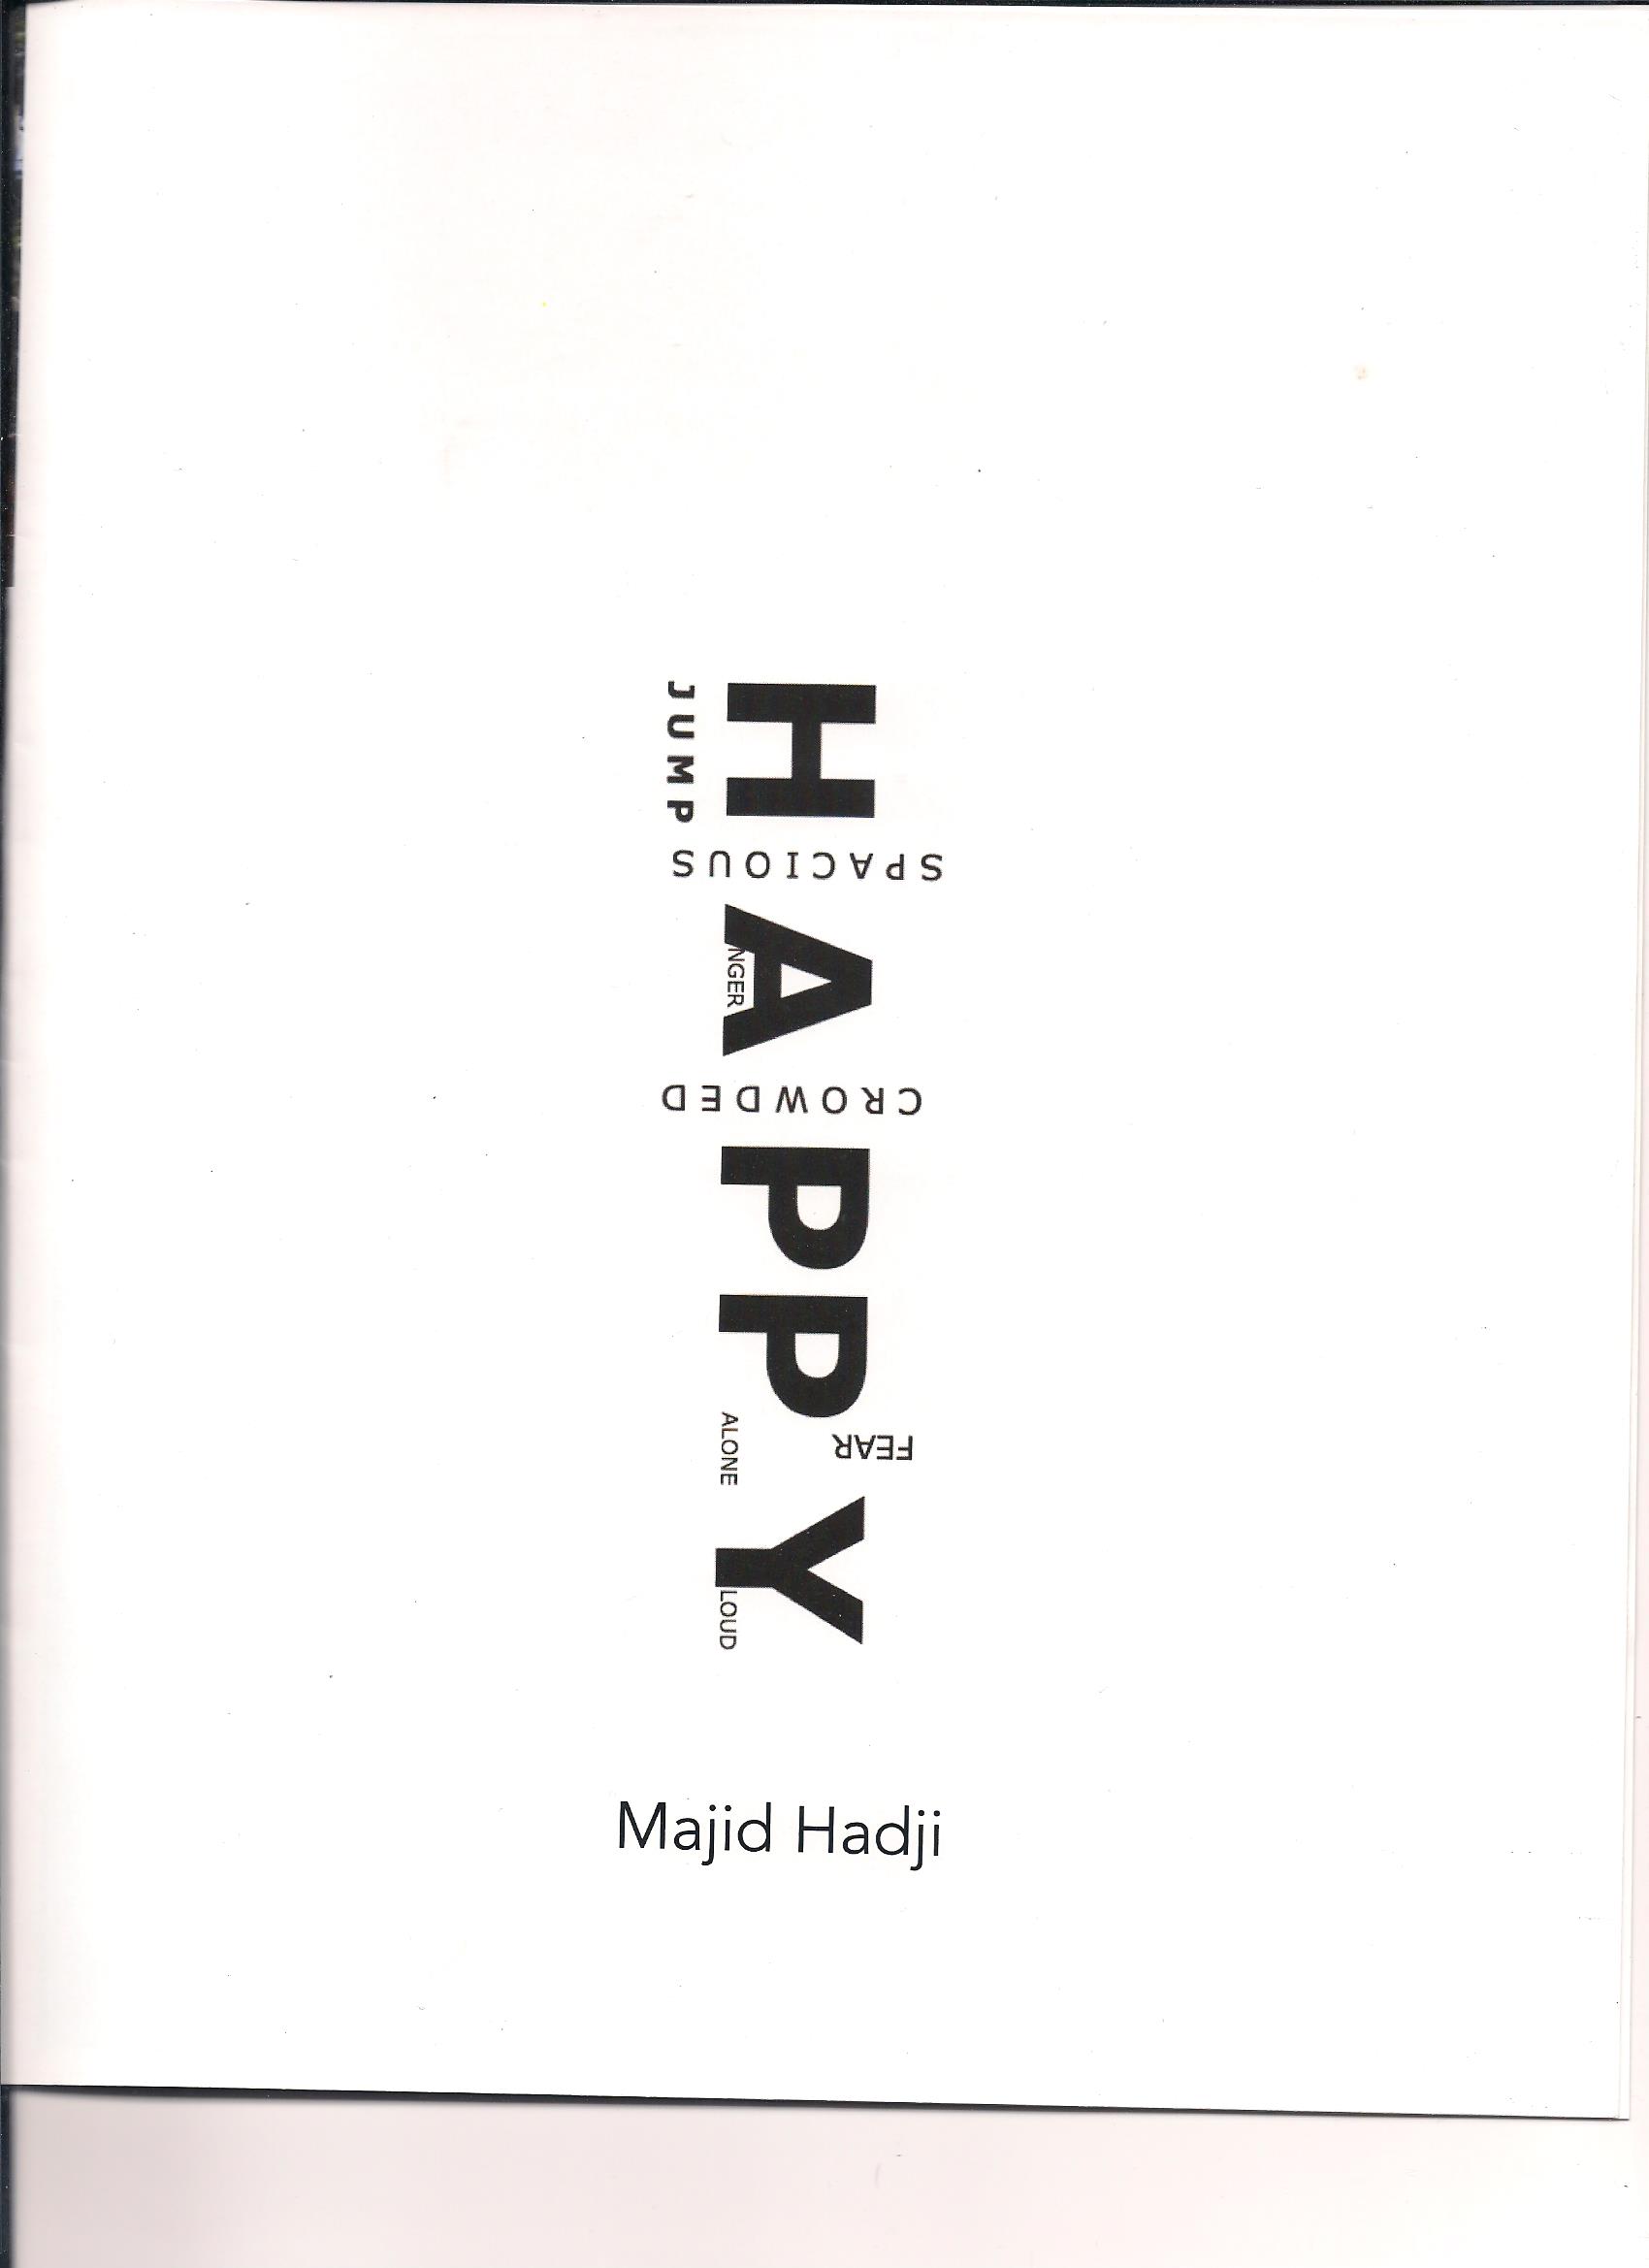 HAPPY
JUMP
SPACIOUS
NGER
CROWDED
FEAR
ALONE
LOUD
Majid Hadji